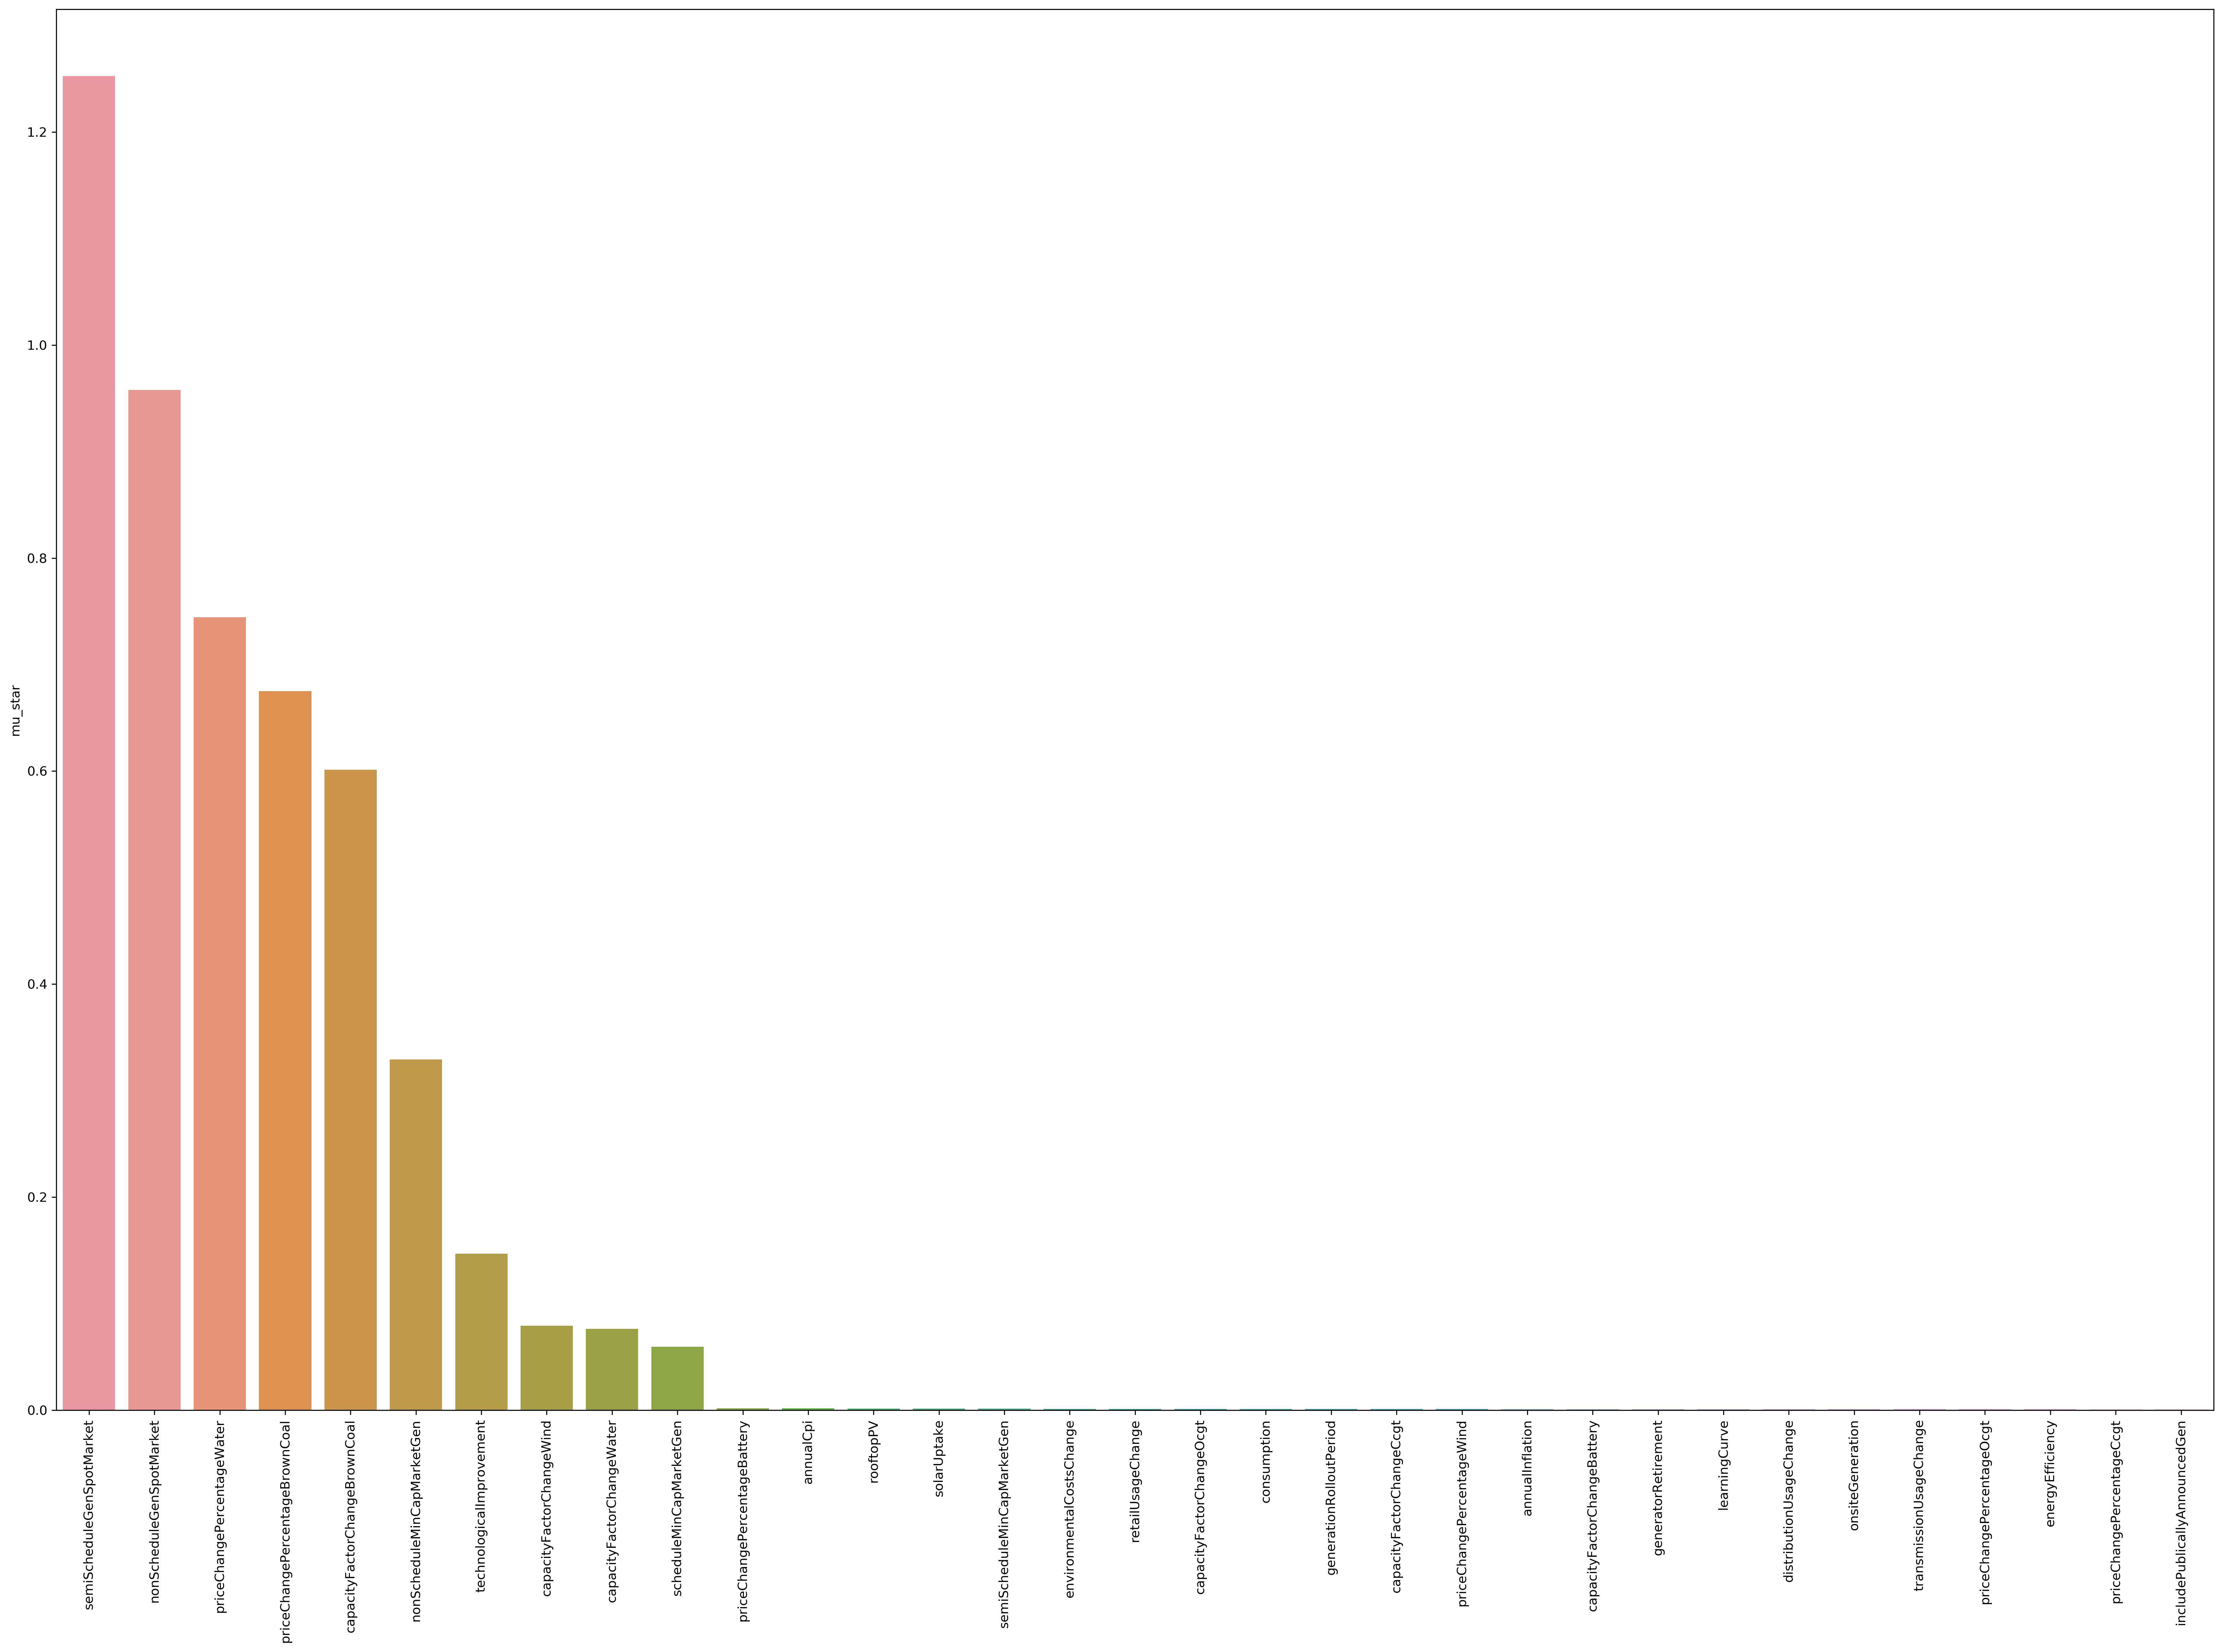 1.2
1.0
0.8
0.6
0.4
0.2
0.0
mu_star
semiScheduleGenSpotMarket
nonScheduleGenSpotMarket
priceChangePercentageWater
priceChangePercentageBrownCoal
capacityFactorChangeBrownCoal
nonScheduleMinCapMarketGen
technologicalImprovement
capacityFactorChangeWind
capacityFactorChangeWater
scheduleMinCapMarketGen
priceChangePercentageBattery
annualCpi
rooftopPV
solarUptake
semiScheduleMinCapMarketGen
environmentalCostsChange
retailUsageChange
capacityFactorChangeOcgt
consumption
generationRolloutPeriod
capacityFactorChangeCcgt
priceChangePercentageWind
annualInflation
capacityFactorChangeBattery
generatorRetirement
learningCurve
distributionUsageChange
onsiteGeneration
transmissionUsageChange
priceChangePercentageOcgt
energyEfficiency
priceChangePercentageCcgt
includePublicallyAnnouncedGen